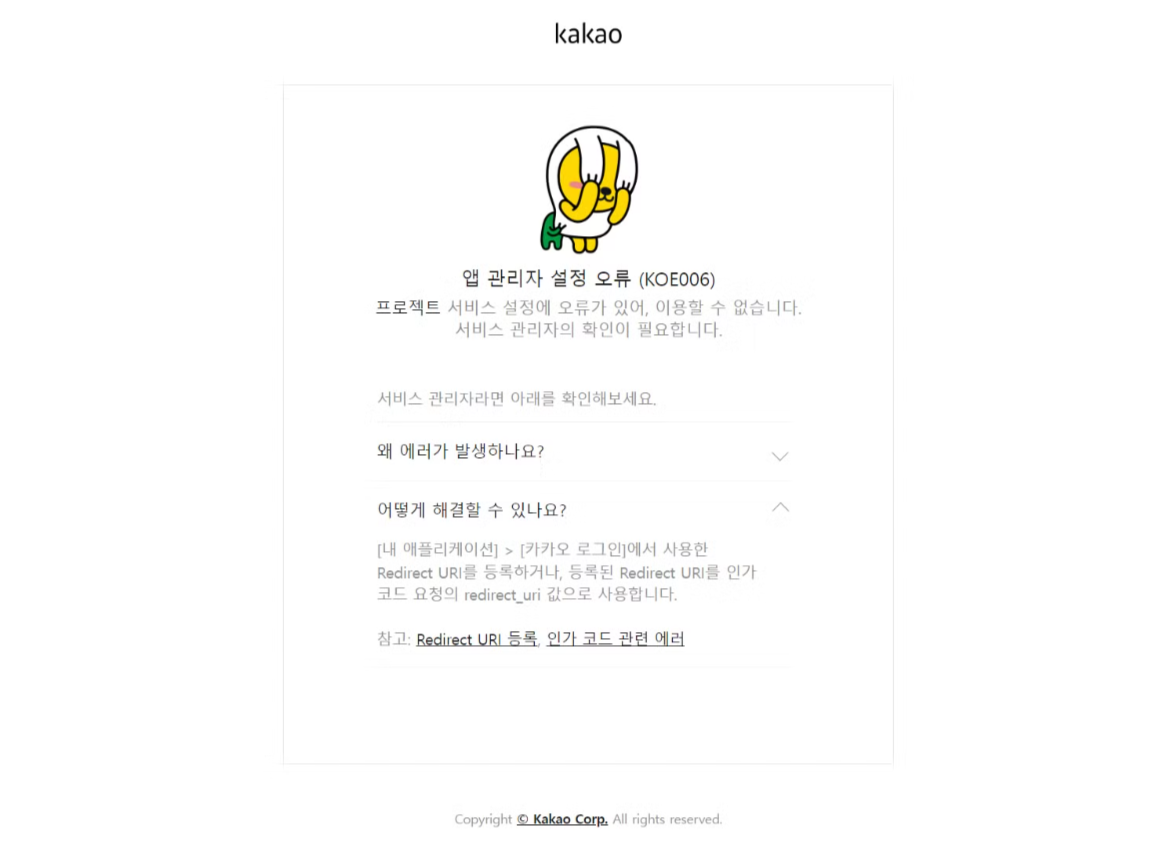 kakao
앱 관리자 설정 오류 (KOE006)
프로젝트 서비스 설정에 오류가 있어, 이용할 수 없습니다.
서비스 관리자의 확인이 필요합니다.
서비스 관리자라면 아래를 확인해보세요.
왜 에러가 발생하나요?
어떻게 해결할 수 있나요?
[내 애플리케이션] > [카카오 로그인]에서 사용한
Redirect URI를 등록하거나, 등록된 Redirect URI를 인가
코드 요청의 redirect_uri 값으로 사용합니다.
참고: Redirect URI 등록, 인가 코드 관련 에러
Copyright © Kakao Corp. All rights reserved.